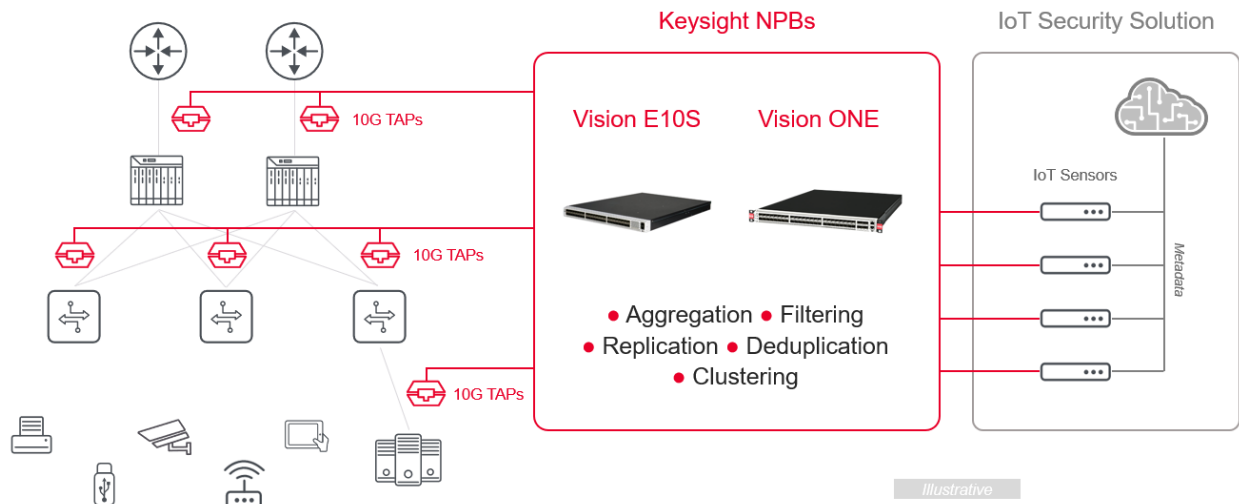 Keysight NPBs
IoT Security Solution
10G TAPs
Vision E10S
Vision ONE
IoT Sensors
10G TAPs
Metadata
• Aggregation • Filtering
• Replication • Deduplication
• Clustering
10G TAPs
Illustrative